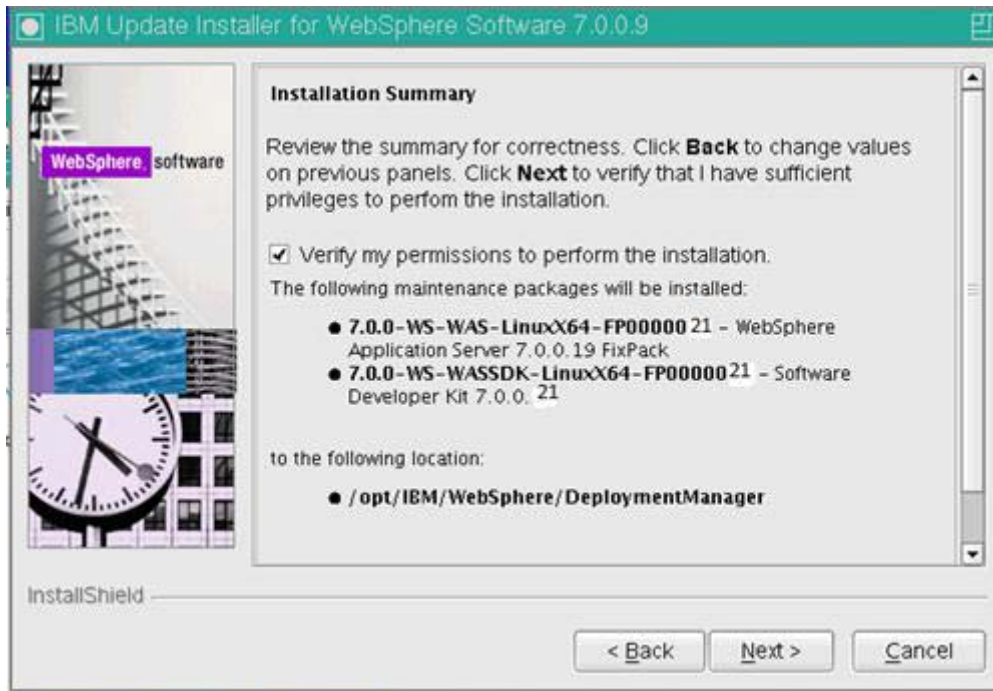 IBM Update Installer for WebSphere Software 7.0.0.9
WebSphere. software
Installation Summary
Review the summary for correctness. Click Back to change values
on previous panels. Click Next to verify that I have sufficient
privileges to perfom the installation.
Verify my permissions to perform the installation.
The following maintenance packages will be installed:
7.0.0-WS-WAS-LinuxX64-FP00000 21 – WebSphere
Application Server 7.0.0.19 FixPack
7.0.0-WS-WASSDK-LinuxX64-FP00000 21 – Software
Developer Kit 7.0.0. 21
to the following location:
/opt/IBM/WebSphere/DeploymentManager
InstallShield
< Back Next > Cancel